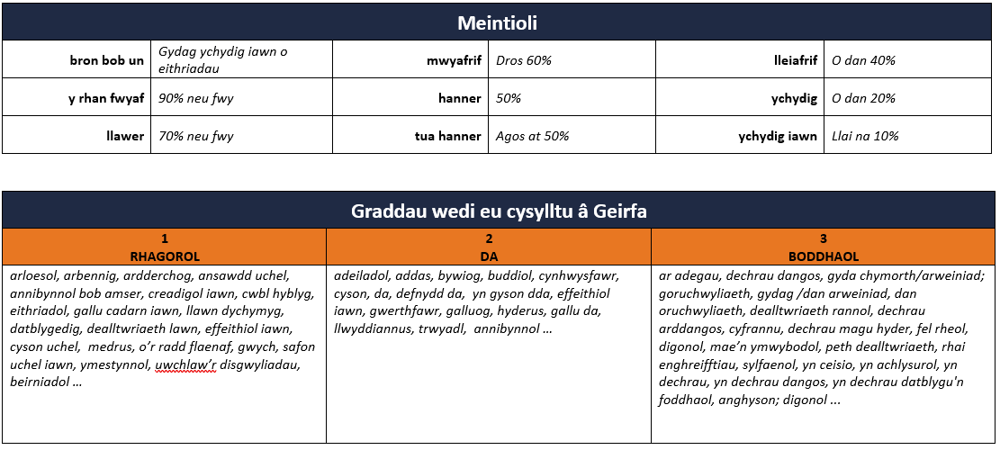 Meintioli
bron bob un
Gydag ychydig iawn o
eithriadau
mwyafrif
Dros 60%
lleiafrif
O dan 40%
y rhan fwyaf
90% neu fwy
hanner
50%
ychydig
O dan 20%
llawer
70% neu fwy
tua hanner
Agos at 50%
ychydig iawn
Llai na 10%
Graddau wedi eu cysylltu â Geirfa
1
RHAGOROL
2
DA
3
BODDHAOL
arloesol, arbennig, ardderchog, ansawdd uchel,
annibynnol bob amser, creadigol iawn, cwbl hyblyg,
eithriadol, gallu cadarn iawn, llawn dychymyg,
datblygedig, dealltwriaeth lawn, effeithiol iawn,
cyson uchel,  medrus, o’r radd flaenaf, gwych, safon
uchel iawn, ymestynnol, uwchlaw’r disgwyliadau,
beirniadol ...
adeiladol, addas, bywiog, buddiol, cynhwysfawr,
cyson, da, defnydd da,  yn gyson dda, effeithiol
iawn, gwerthfawr, galluog, hyderus, gallu da,
llwyddiannus, trwyadl,  annibynnol ...
ar adegau, dechrau dangos, gyda chymorth/arweiniad;
goruchwyliaeth, gydag /dan arweiniad, dan
oruchwyliaeth, dealltwriaeth rannol, dechrau
arddangos, cyfrannu, dechrau magu hyder, fel rheol,
digonol, mae’n ymwybodol, peth dealltwriaeth, rhai
enghreifftiau, sylfaenol, yn ceisio, yn achlysurol, yn
dechrau, yn dechrau dangos, yn dechrau datblygu'n
foddhaol, anghyson; digonol ...